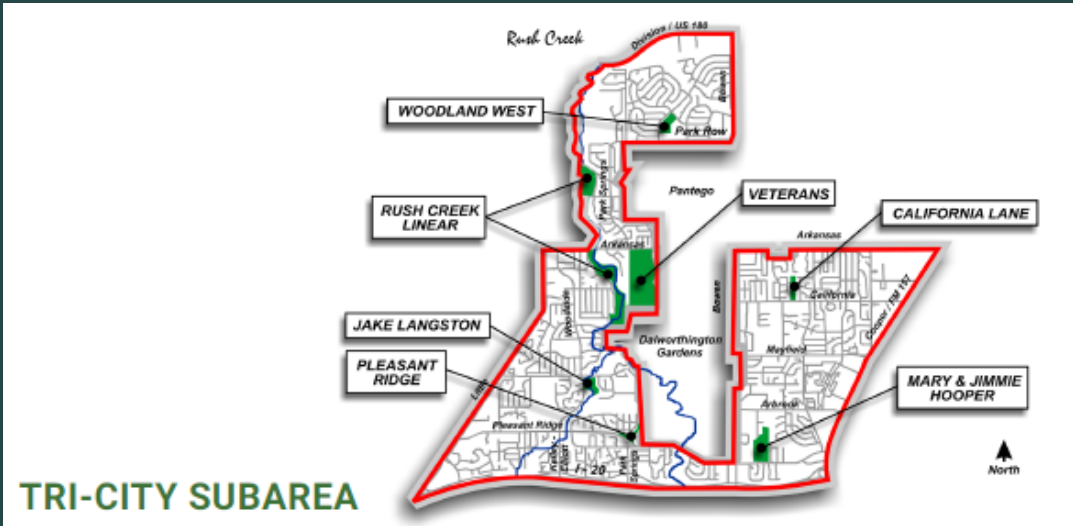 Rush Creek
Division / US 180
Bowen
WOODLAND WEST
Park Row
Park Springs
Pantego
VETERANS
CALIFORNIA LANE
RUSH CREEK
LINEAR
Arkansas
Arkansas
California
Cooper / FM 157
Bowen
Woodside
JAKE LANGSTON
Dalworthington
Gardens
Mayfield
PLEASANT
RIDGE
MARY & JIMMIE
HOOPER
Little
Arbrook
Pleasant Ridge
Kelly -
Elliott
I - 20
Park
Springs
North
TRI-CITY SUBAREA